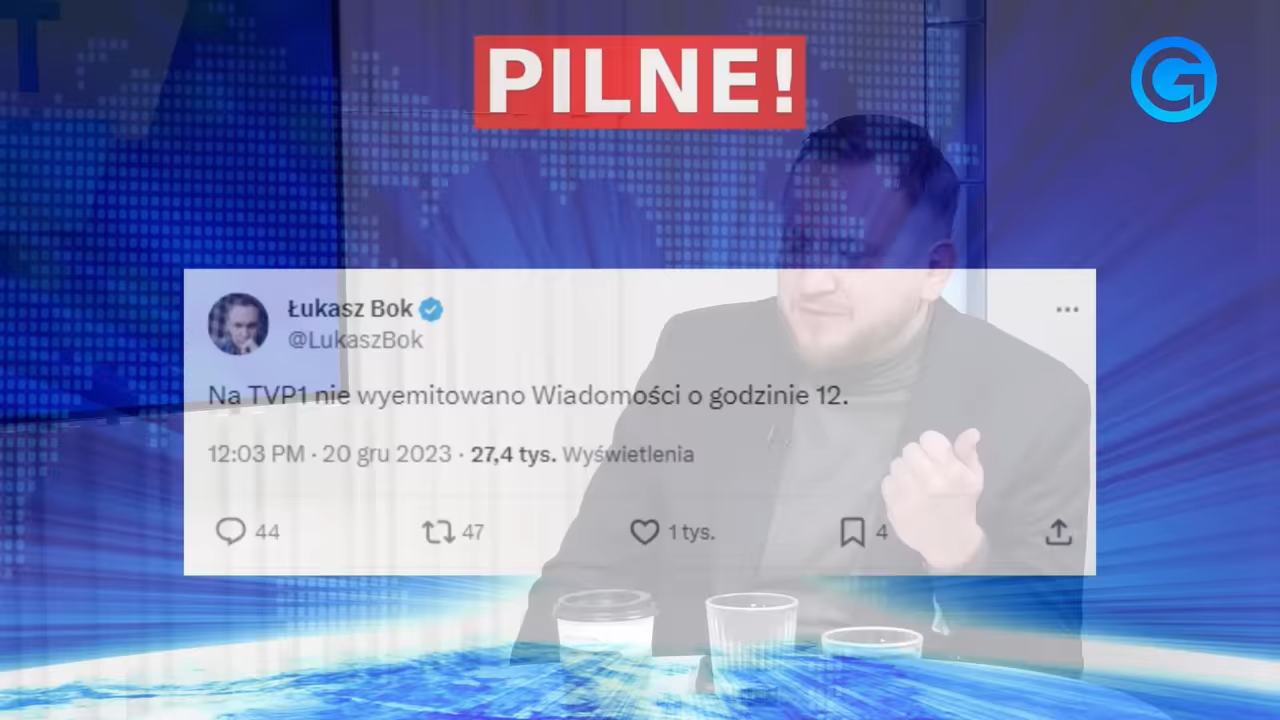 PILNE!
Łukasz Bok
@LukaszBok
Na TVP1 nie wyemitowano Wiadomości o godzinie 12.
12:03 PM · 20 gru 2023 · 27,4 tys. Wyświetlenia
44 47 1 tys. 4